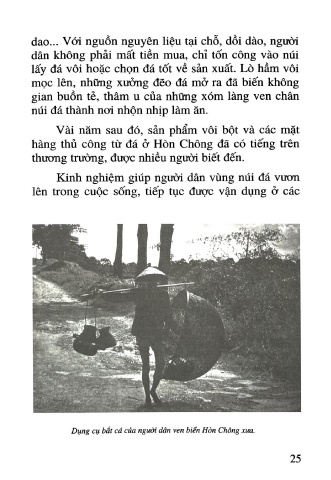 dao... Với nguồn nguyên liệu tại chỗ, dồi dào, người
dân không phải mất tiền mua, chỉ tốn công vào núi
lấy đá vôi hoặc chọn đá tốt về sản xuất. Lò hầm vôi
mọc lên, những xưởng đẽo đá mở ra đã biến không
gian buồn tẻ, thâm u của những xóm làng ven chân
núi đá thành nơi nhộn nhịp làm ăn.
Vài năm sau đó, sản phẩm vôi bột và các mặt
hàng thủ công từ đá ở Hòn Chông đã có tiếng trên
thương trường, được nhiều người biết đến.
Kinh nghiệm giúp người dân vùng núi đá vươn
lên trong cuộc sống, tiếp tục được vận dụng ở các
Dụng cụ bắt cá của người dân ven biển Hòn Chông xưa.
25